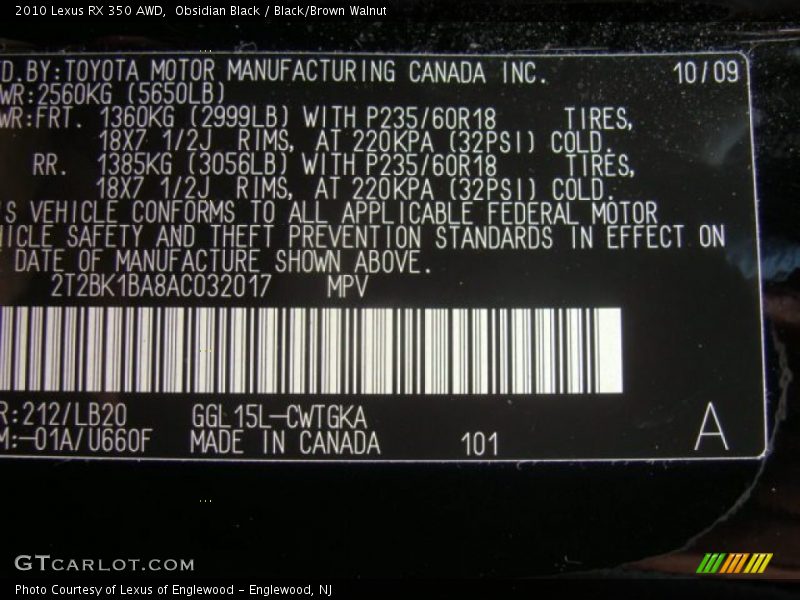 2010 Lexus RX 350 AWD,  Obsidian Black / Black/Brown Walnut
D.BY:TOYOTA MOTOR MANUFACTURING CANADA INC. 10/09
WR:2560KG (5650LB)
WR:FRT. 1360KG (2999LB) WITH P235/60R18 TIRES,
18X7 1/2J RIMS, AT 220KPA (32PSI) COLD.
RR. 1385KG (3056LB) WITH P235/60R18 TIRES,
18X7 1/2J RIMS, AT 220KPA (32PSI) COLD.
IS VEHICLE CONFORMS TO ALL APPLICABLE FEDERAL MOTOR
HICLE SAFETY AND THEFT PREVENTION STANDARDS IN EFFECT ON
DATE OF MANUFACTURE SHOWN ABOVE.
2T2BK1BA8AC032017 MPV
R:212/LB20 GGL15L-CWTGKA
M:-01A/U660F MADE IN CANADA 101 A
GTCARLOT.COM
Photo Courtesy of Lexus of Englewood - Englewood, NJ